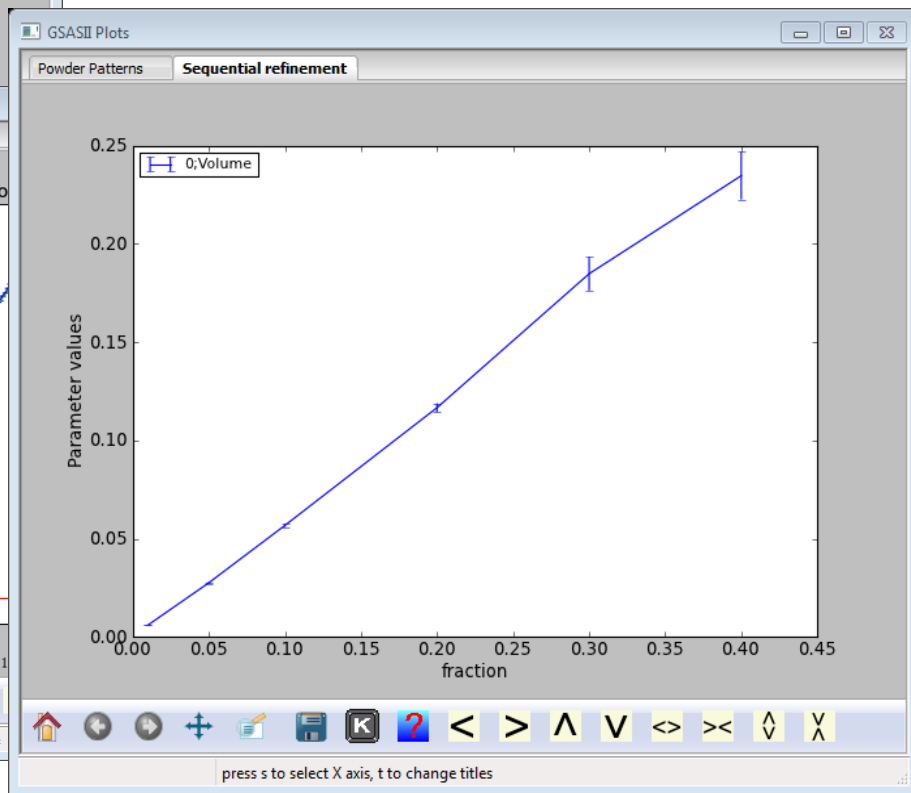 GSASII Plots
Powder Patterns
Sequential refinement
0;Volume
0.25
0.20
0.15
0.10
0.05
0.00
Parameter values
0.00 0.05 0.10 0.15 0.20 0.25 0.30 0.35 0.40 0.45
fraction
K ? < > Λ V <> ><
press s to select X axis, t to change titles